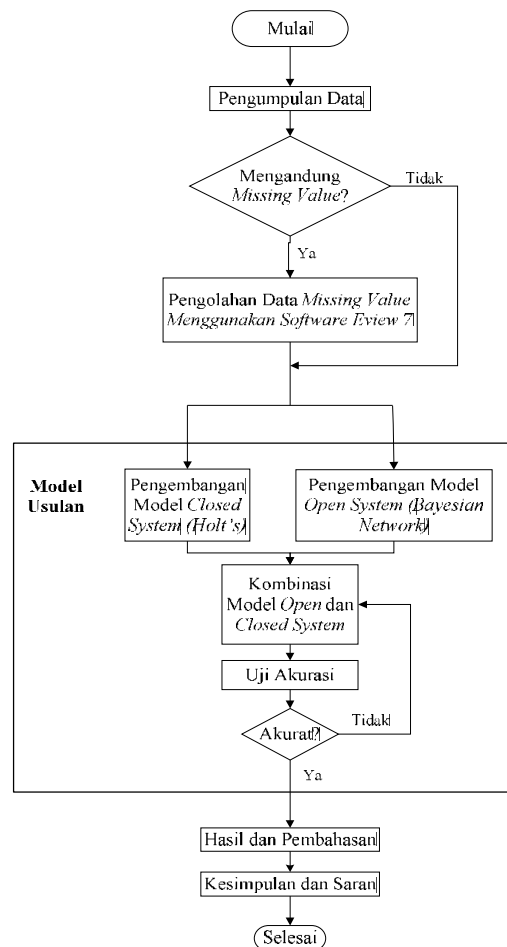 Mulai
Pengumpulan Data
Mengandung
Missing Value?
Tidak
Ya
Pengolahan Data Missing Value
Menggunakan Software Eview 7
Model
Usulan
Pengembangan
Model Closed
System (Holt's)
Pengembangan Model
Open System (Bayesian
Network)
Kombinasi
Model Open dan
Closed System
Uji Akurasi
Akurat?
Tidak
Ya
Hasil dan Pembahasan
Kesimpulan dan Saran
Selesai